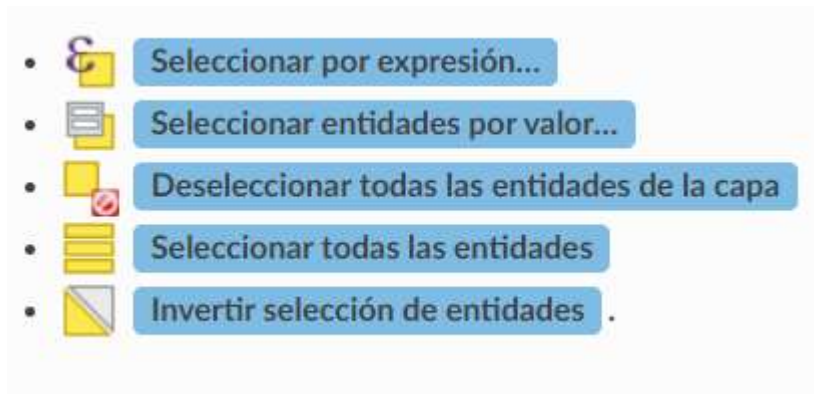 Seleccionar por expresión...
Seleccionar entidades por valor...
Deseleccionar todas las entidades de la capa
Seleccionar todas las entidades
Invertir selección de entidades .